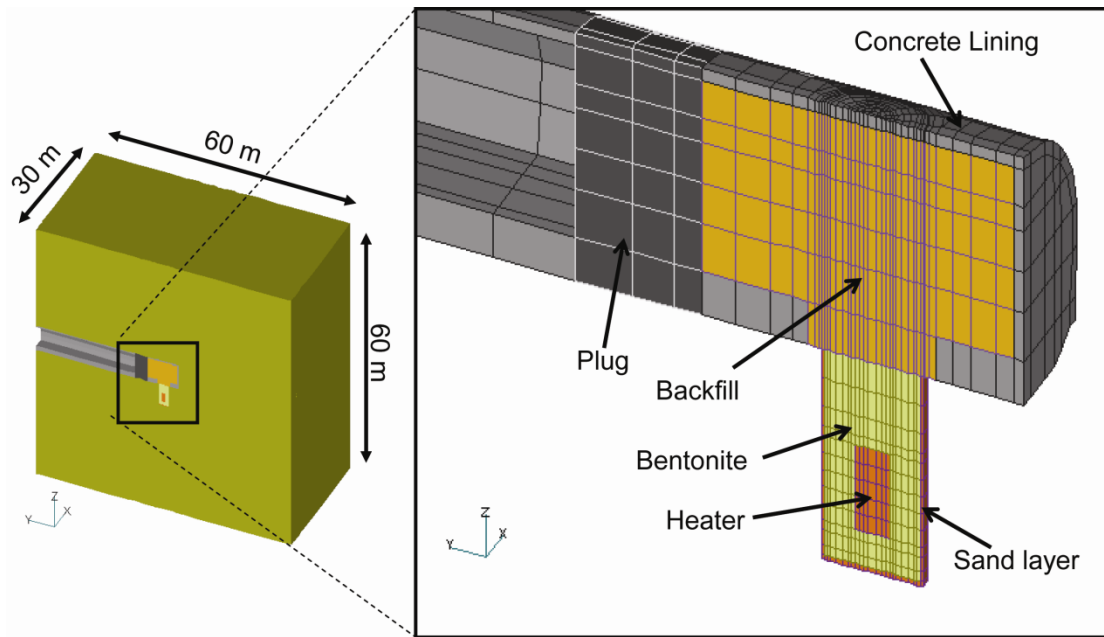 60 m
30 m
60 m
Z
Y
X
Concrete Lining
Plug
Backfill
Bentonite
Heater
Sand layer
Z
Y
X